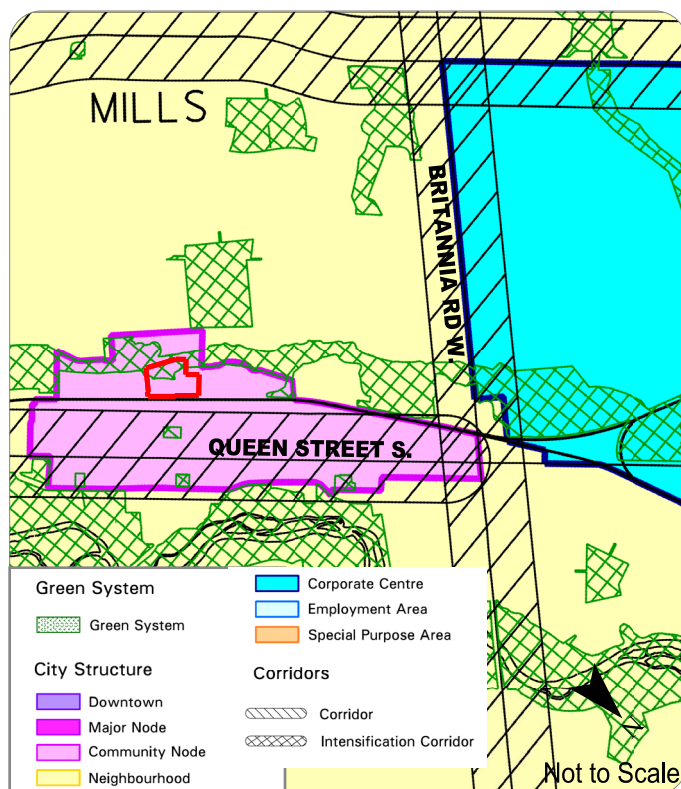 MILLS
BRITANNIA RD W.
QUEEN STREET S.
Green System
Green System
City Structure
Downtown
Major Node
Community Node
Neighbourhood
Corporate Centre
Employment Area
Special Purpose Area
Corridors
Corridor
Intensification Corridor
N
Not to Scale